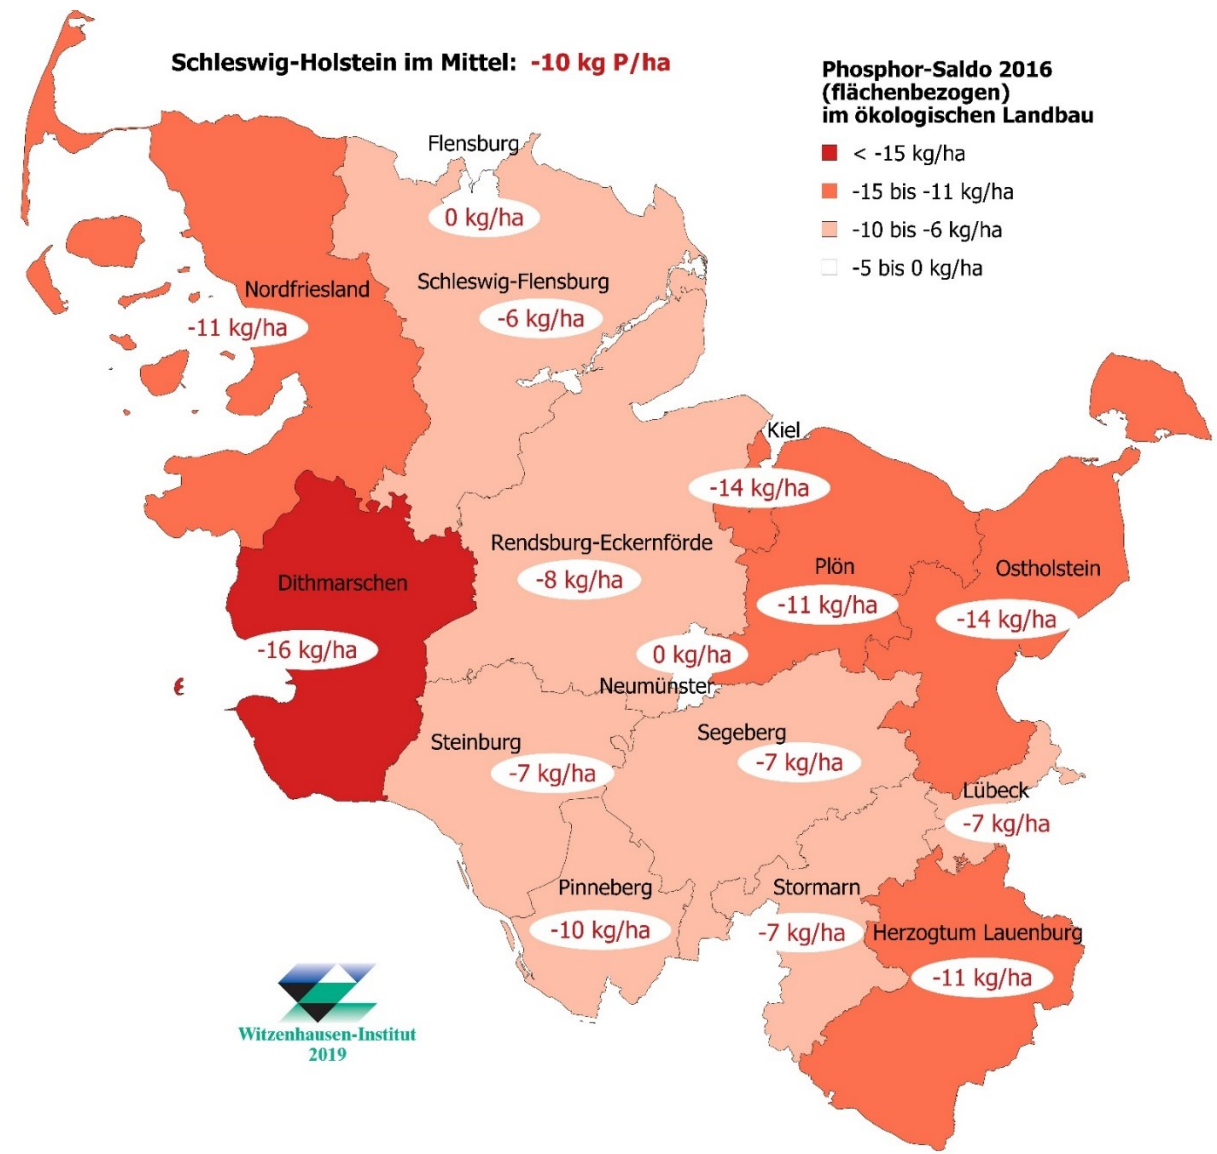 Schleswig-Holstein im Mittel: -10 kg P/ha
Phosphor-Saldo 2016
(flächenbezogen)
im ökologischen Landbau
< -15 kg/ha
-15 bis -11 kg/ha
-10 bis -6 kg/ha
-5 bis 0 kg/ha
Flensburg
0 kg/ha
Schleswig-Flensburg
-6 kg/ha
Nordfriesland
-11 kg/ha
Kiel
-14 kg/ha
Rendsburg-Eckernförde
-8 kg/ha
Plön
-11 kg/ha
Ostholstein
-14 kg/ha
Dithmarschen
-16 kg/ha
0 kg/ha
Neumünster
Steinburg
-7 kg/ha
Segeberg
-7 kg/ha
Lübeck
-7 kg/ha
Pinneberg
-10 kg/ha
Stormarn
-7 kg/ha
Herzogtum Lauenburg
-11 kg/ha
Witzenhausen-Institut
2019